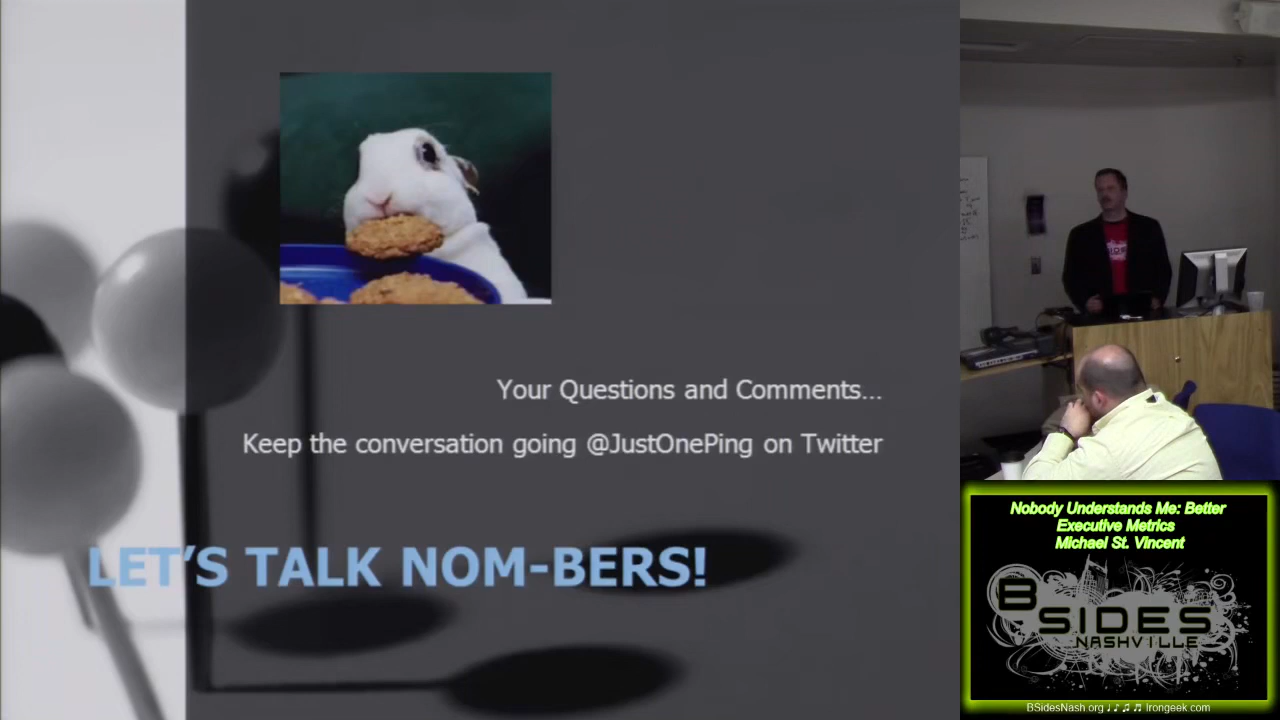 Your Questions and Comments...
Keep the conversation going @JustOnePing on Twitter
LET'S TALK NOM-BERS!
Nobody Understands Me: Better
Executive Metrics
Michael St. Vincent
BSIDES
NASHVILLE
BSidesNash.org ♩ ♪ ♫ ♬ Irongeek.com